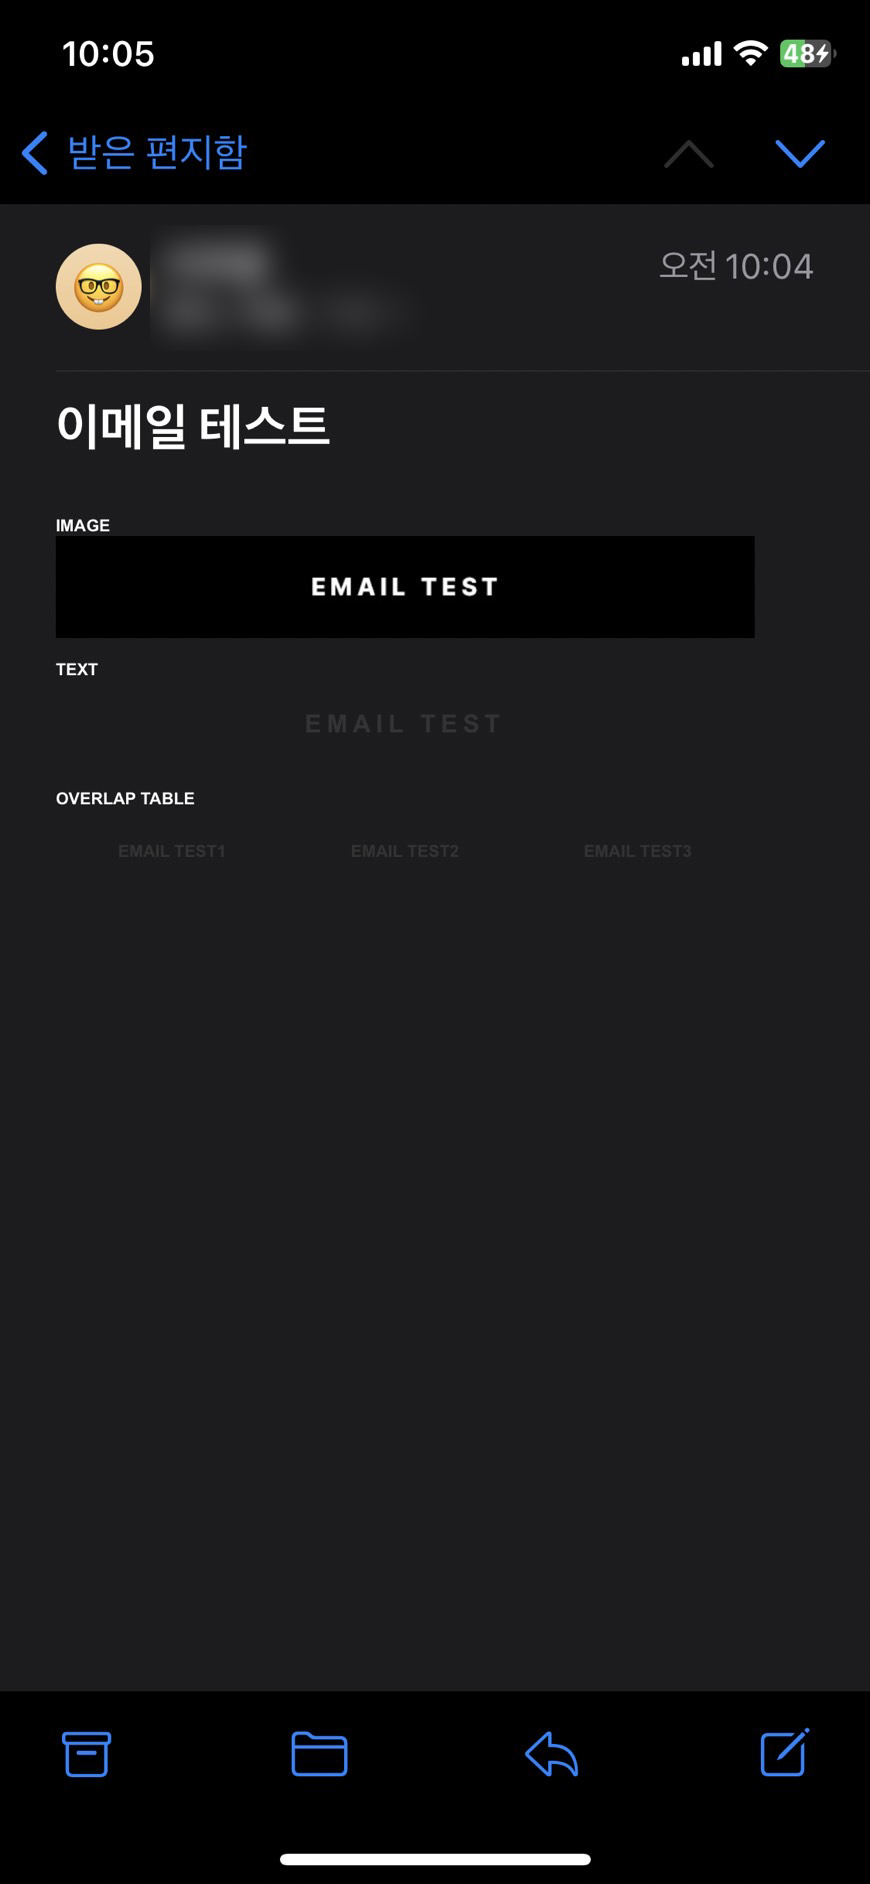 10:05
48
받은 편지함
오전 10:04
이메일 테스트
IMAGE
EMAIL TEST
TEXT
EMAIL TEST
OVERLAP TABLE
EMAIL TEST1 EMAIL TEST2 EMAIL TEST3